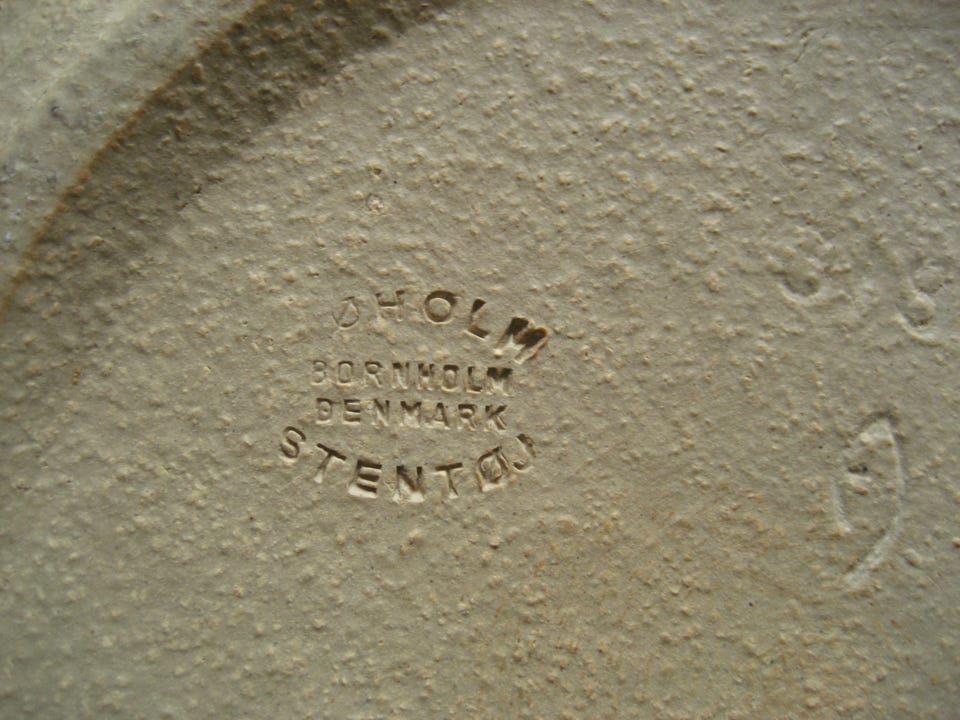 ØHOLM
BORNHOLM
DENMARK
STENTØJ